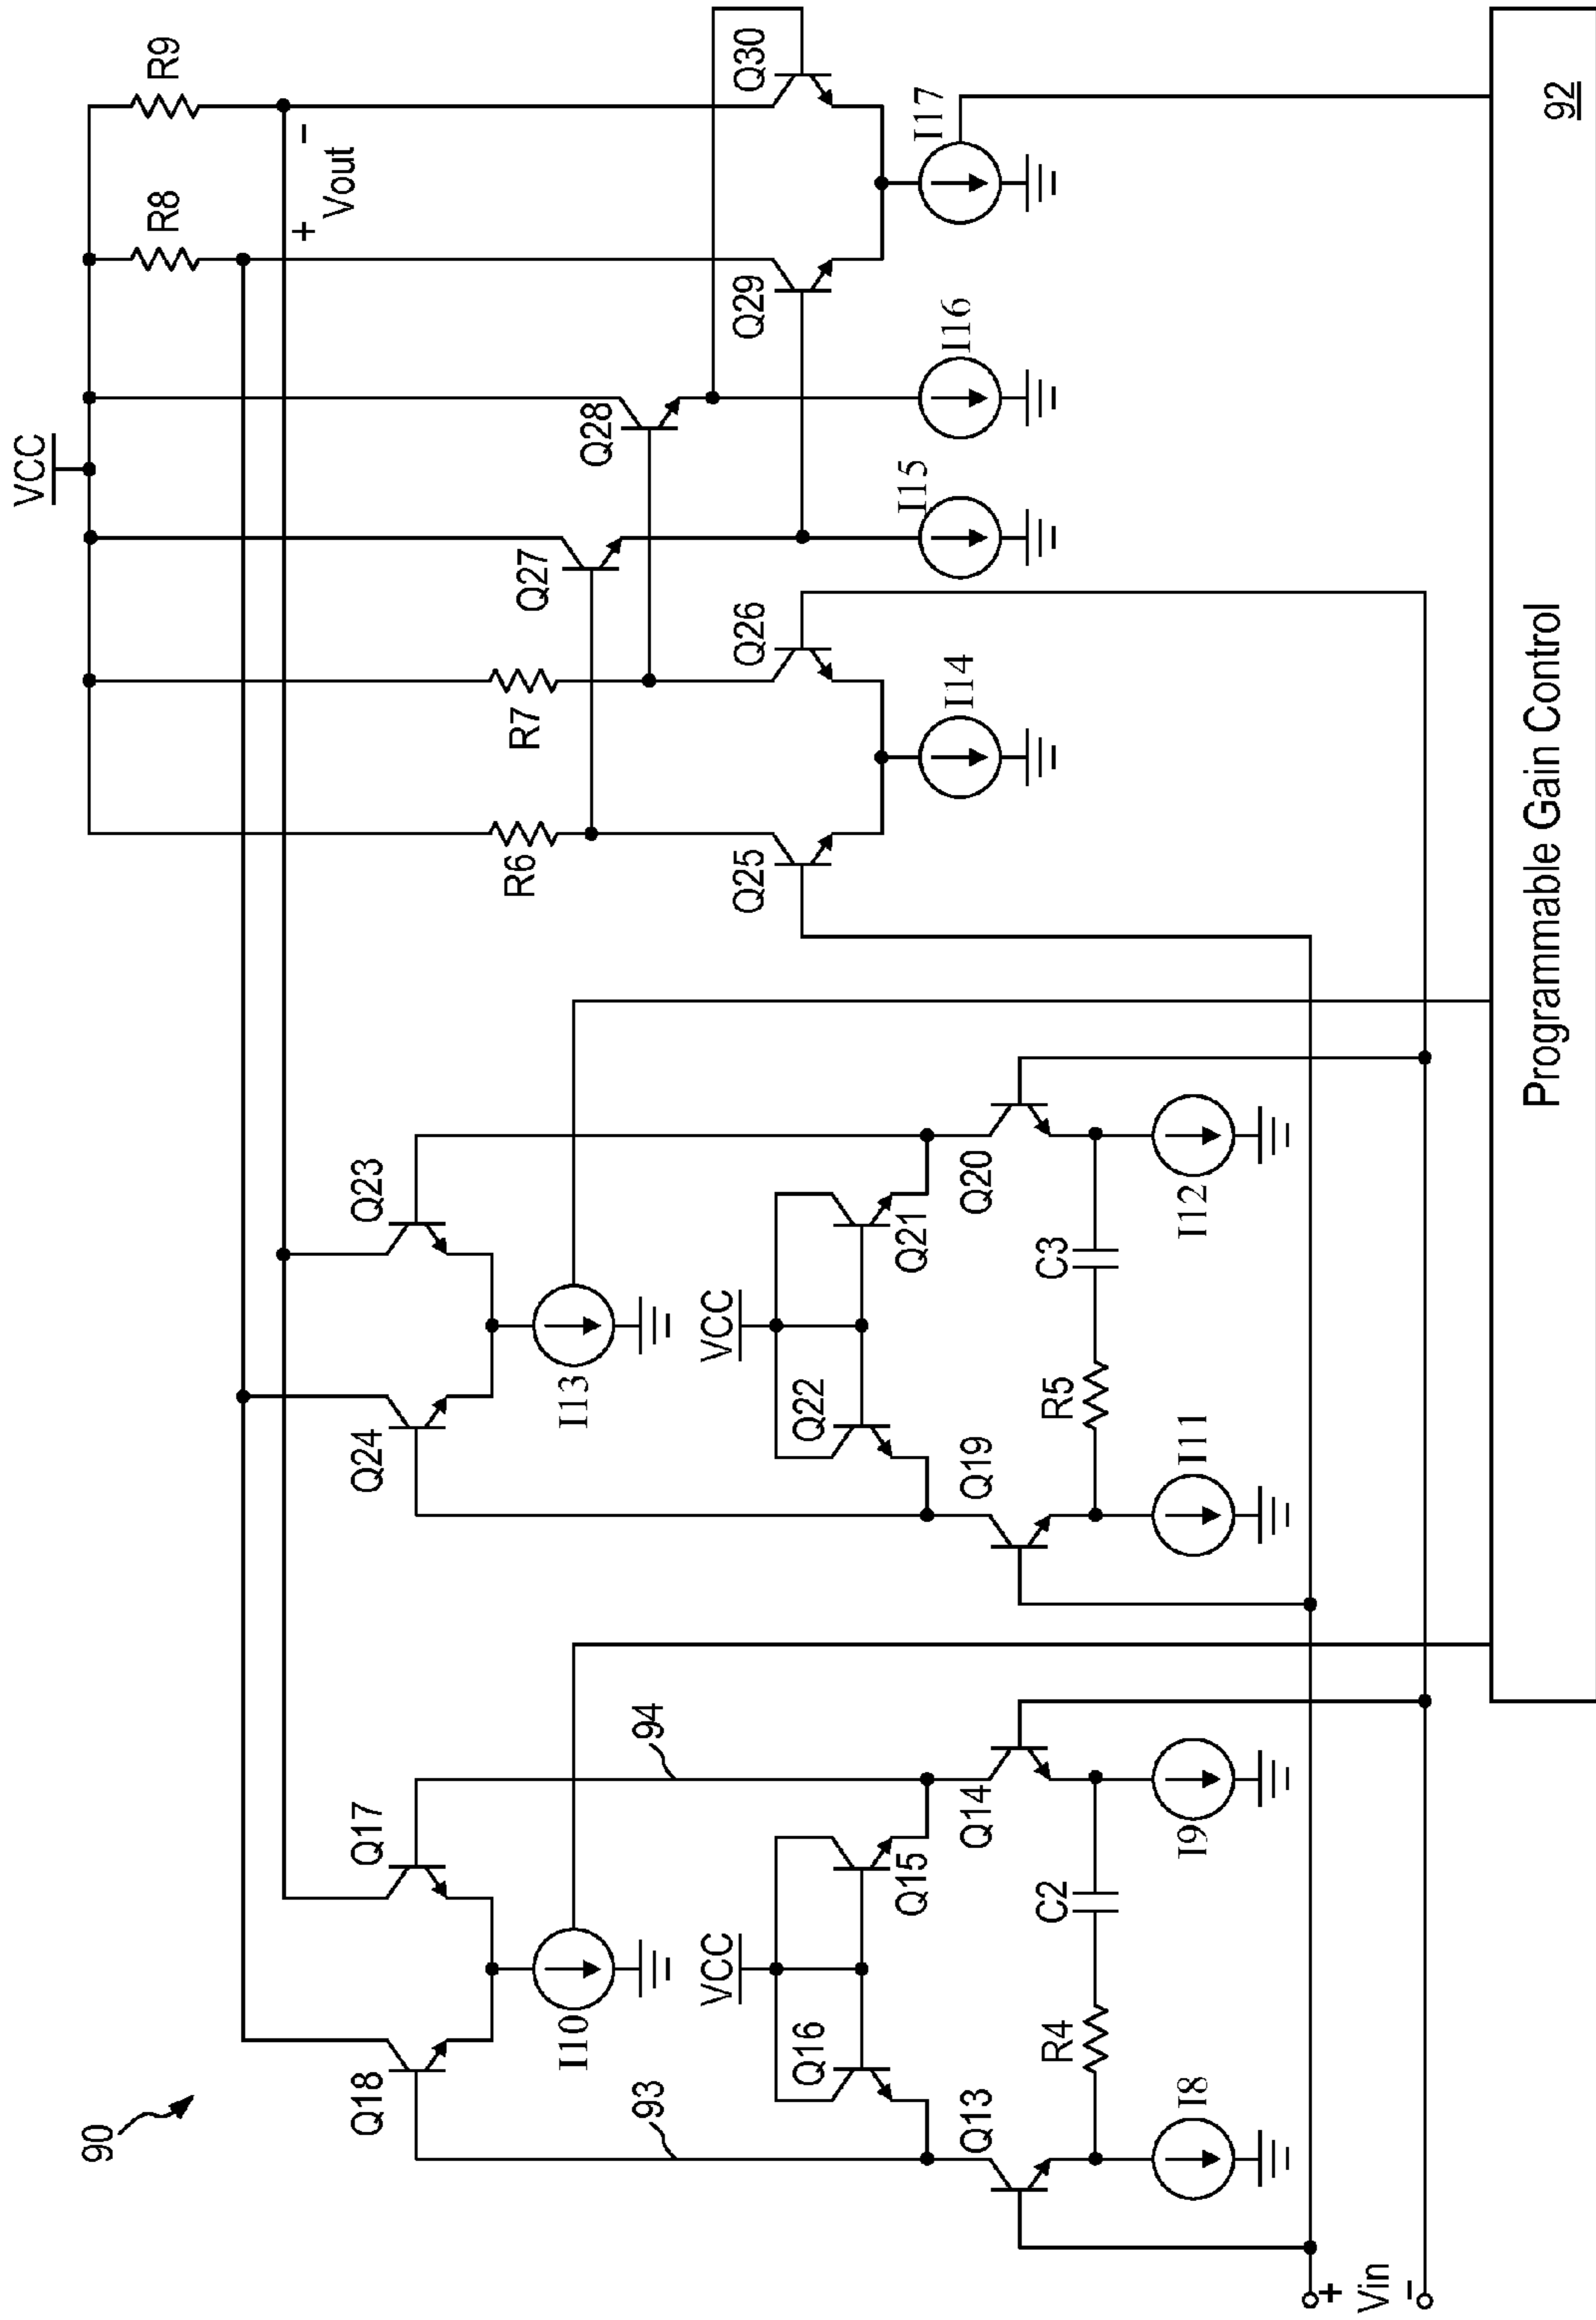 90
VCC
R9
R8
+
-
Vout
Q18
Q17
Q24
Q23
93
94
I10
I13
R6
R7
Q27
Q28
VCC
VCC
Q16
Q15
Q22
Q21
Q25
Q26
Q29
Q30
Q13
Q14
Q19
Q20
I14
I15
I16
I17
R4
C2
R5
C3
I8
I9
I11
I12
+
Vin
-
Programmable Gain Control
92